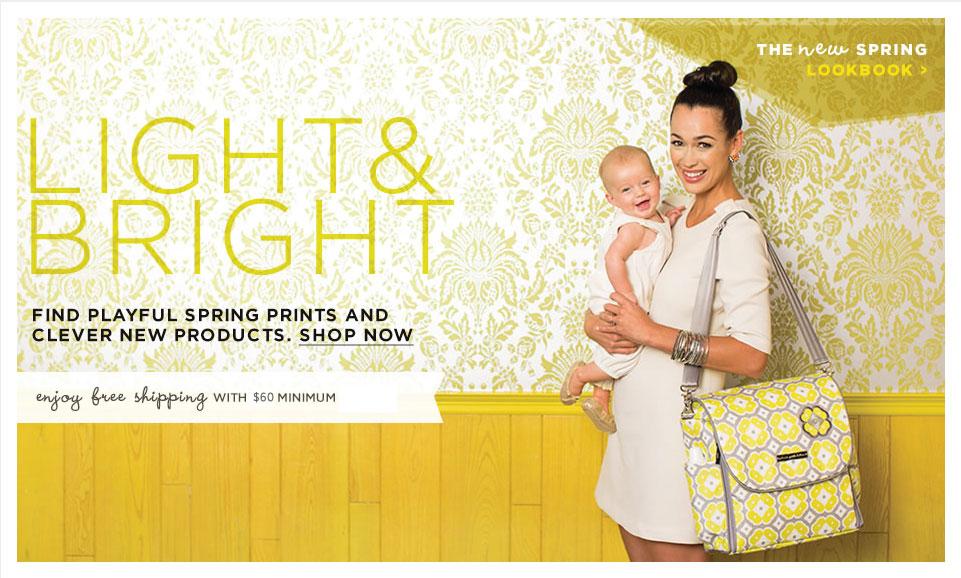 THE new SPRING
LOOKBOOK >
LIGHT&
BRIGHT
FIND PLAYFUL SPRING PRINTS AND
CLEVER NEW PRODUCTS. SHOP NOW
enjoy free shipping WITH $60 MINIMUM